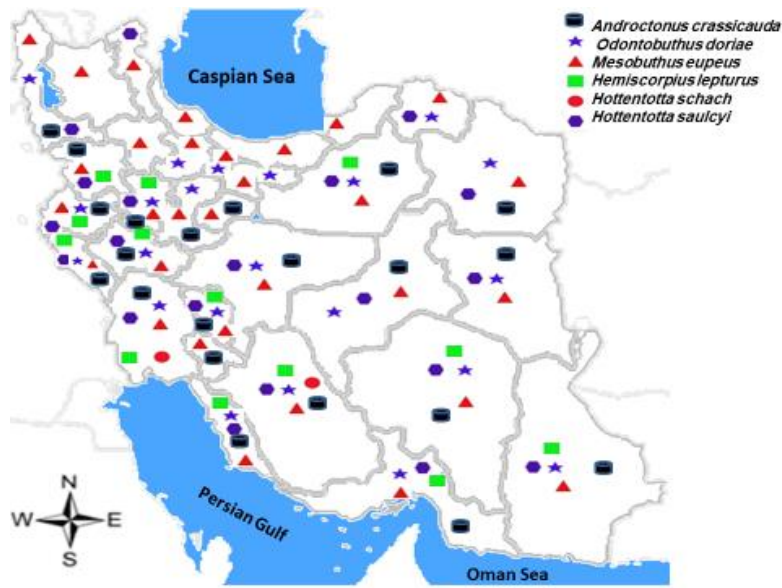 Androctonus crassicauda
Odontobuthus doriae
Mesobuthus eupeus
Hemiscorpius lepturus
Hottentotta schach
Hottentotta saulcyi
Caspian Sea
N
W E
S
Persian Gulf
Oman Sea